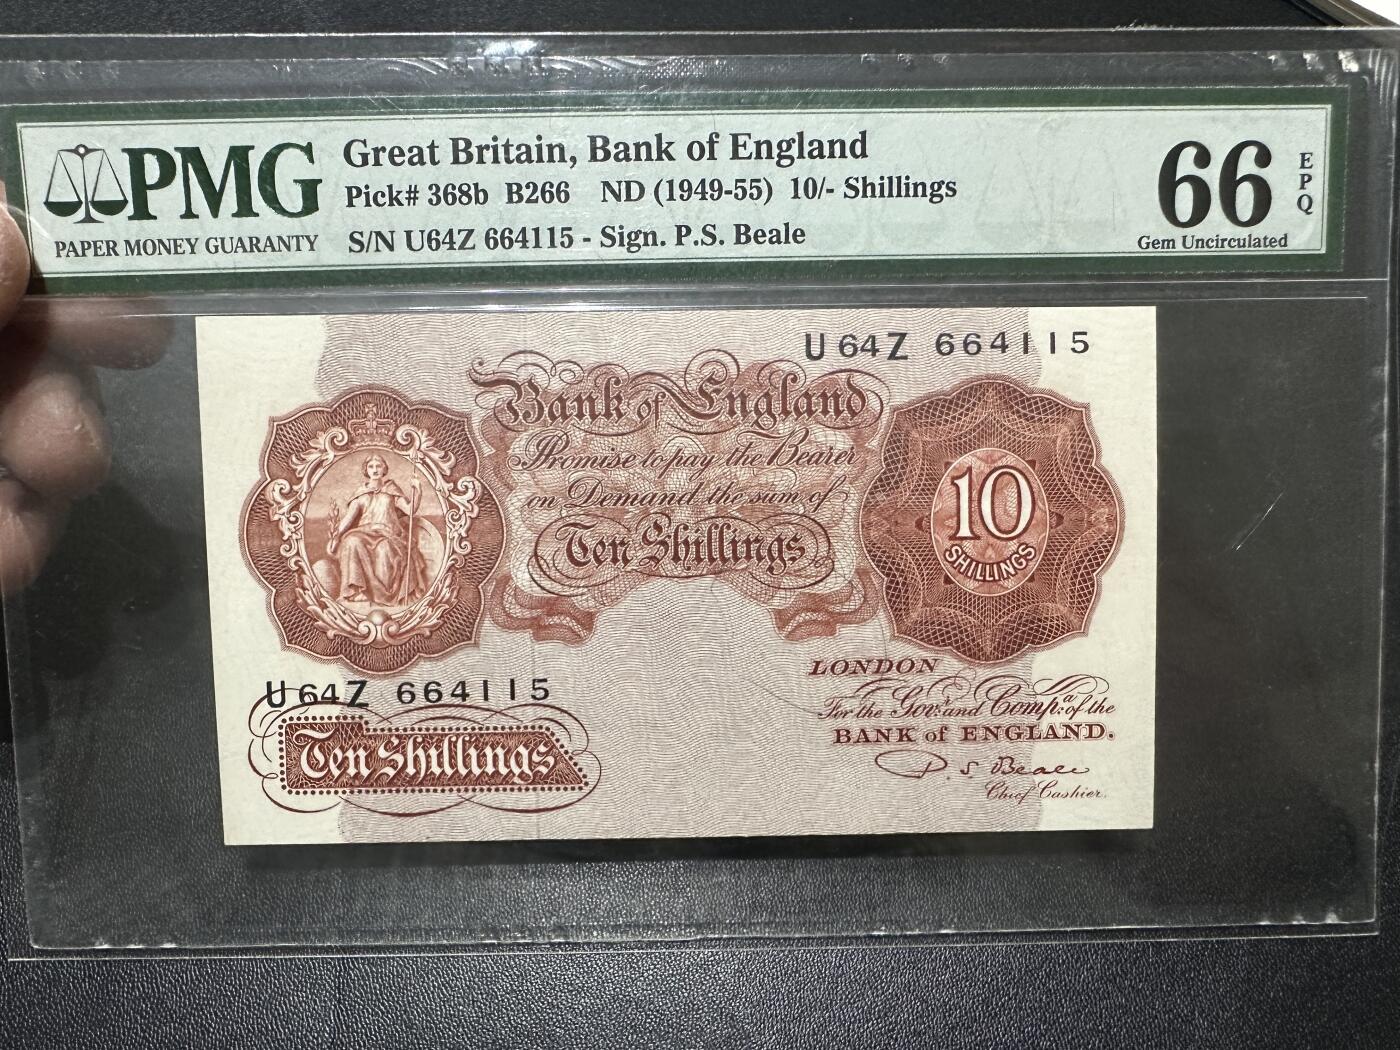 PMG
PAPER MONEY GUARANTY
Great Britain, Bank of England
Pick# 368b B266 ND (1949-55) 10/- Shillings
S/N U64Z 664115 - Sign. P.S. Beale
66
EPQ
Gem Uncirculated
U64Z 664115
Bank of England
Promise to pay the Bearer
on Demand the sum of
Ten Shillings
10
SHILLINGS
U64Z 664115
Ten Shillings
LONDON
For the Govr. and Compa. of the
BANK of ENGLAND.
P. S. Beale
Chief Cashier.